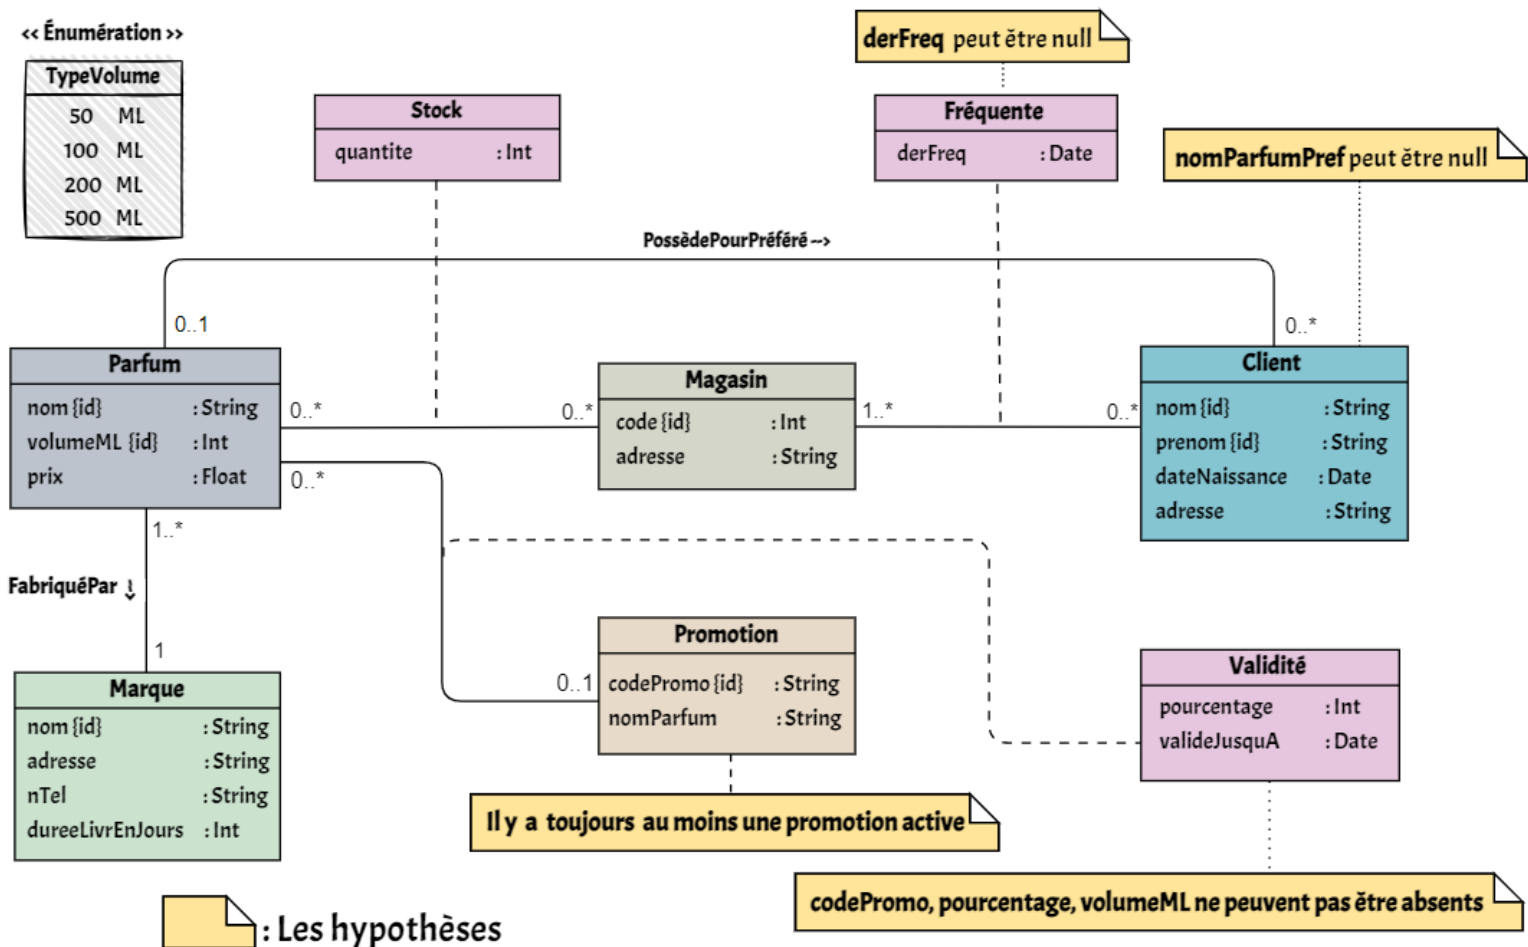 << Énumération >>
TypeVolume
50 ML
100 ML
200 ML
500 ML
Stock
quantite : Int
derFreq peut être null
Fréquente
derFreq : Date
nomParfumPref peut être null
PossèdePourPréféré -->
0..1
0..*
Parfum
nom {id} : String
volumeML {id} : Int
prix : Float
0..*
0..*
0..*
Magasin
code {id} : Int
adresse : String
1..*
0..*
Client
nom {id} : String
prenom {id} : String
dateNaissance : Date
adresse : String
1..*
FabriquéPar
1
Marque
nom {id} : String
adresse : String
nTel : String
dureeLivrEnJours : Int
0..1
Promotion
codePromo {id} : String
nomParfum : String
Il y a toujours au moins une promotion active
Validité
pourcentage : Int
valideJusquA : Date
codePromo, pourcentage, volumeML ne peuvent pas être absents
: Les hypothèses